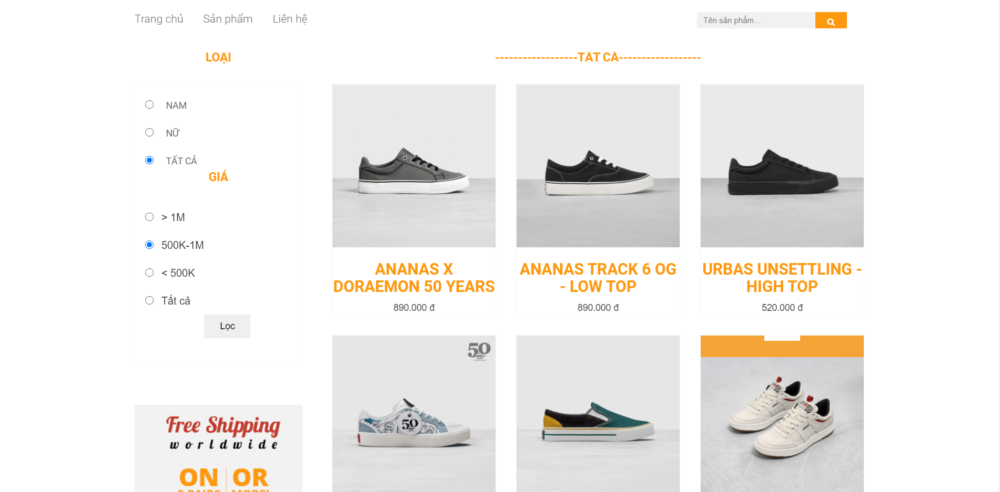 Trang chủ
Sản phẩm
Liên hệ
Tên sản phẩm...
LOẠI
NAM
NỮ
TẤT CẢ
GIÁ
> 1M
500K-1M
< 500K
Tất cả
Lọc
Free Shipping
worldwide
ON
OR
------------------TẤT CẢ------------------
ANANAS X
DORAEMON 50 YEARS
890.000 đ
ANANAS TRACK 6 OG
- LOW TOP
890.000 đ
URBAS UNSETTLING -
HIGH TOP
520.000 đ
50
50